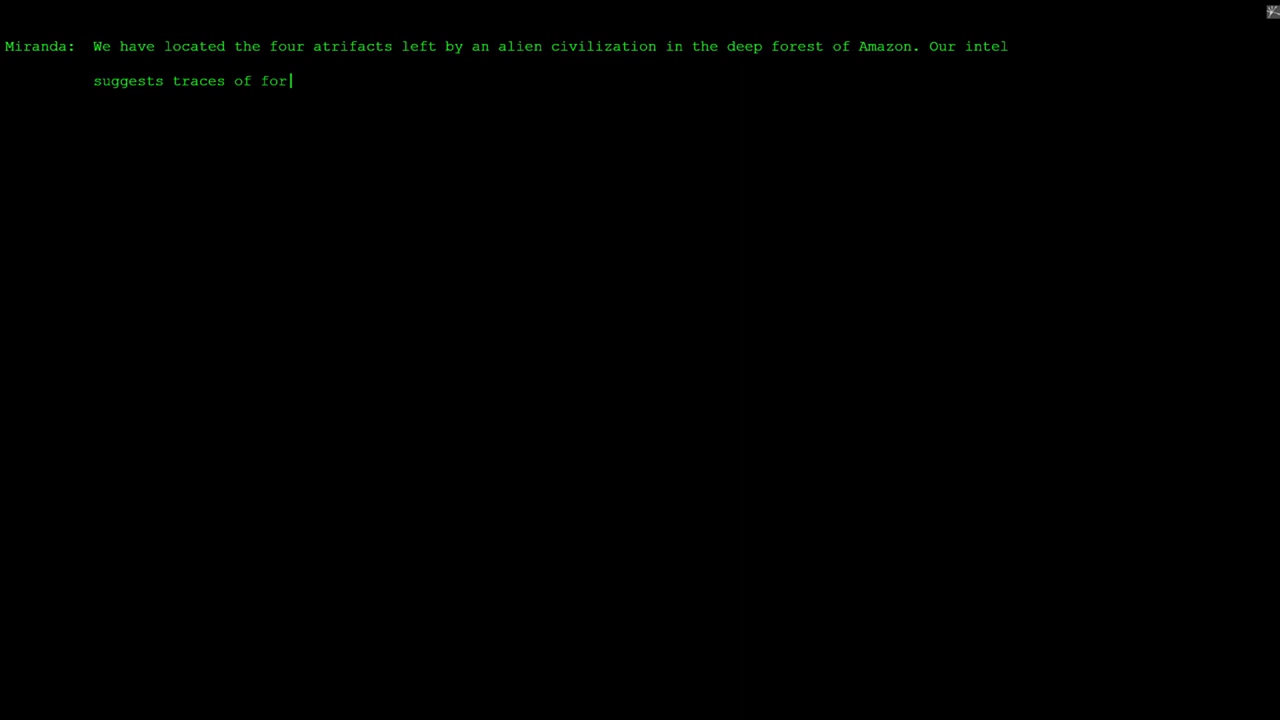 Miranda:  We have located the four atrifacts left by an alien civilization in the deep forest of Amazon. Our intel
suggests traces of for